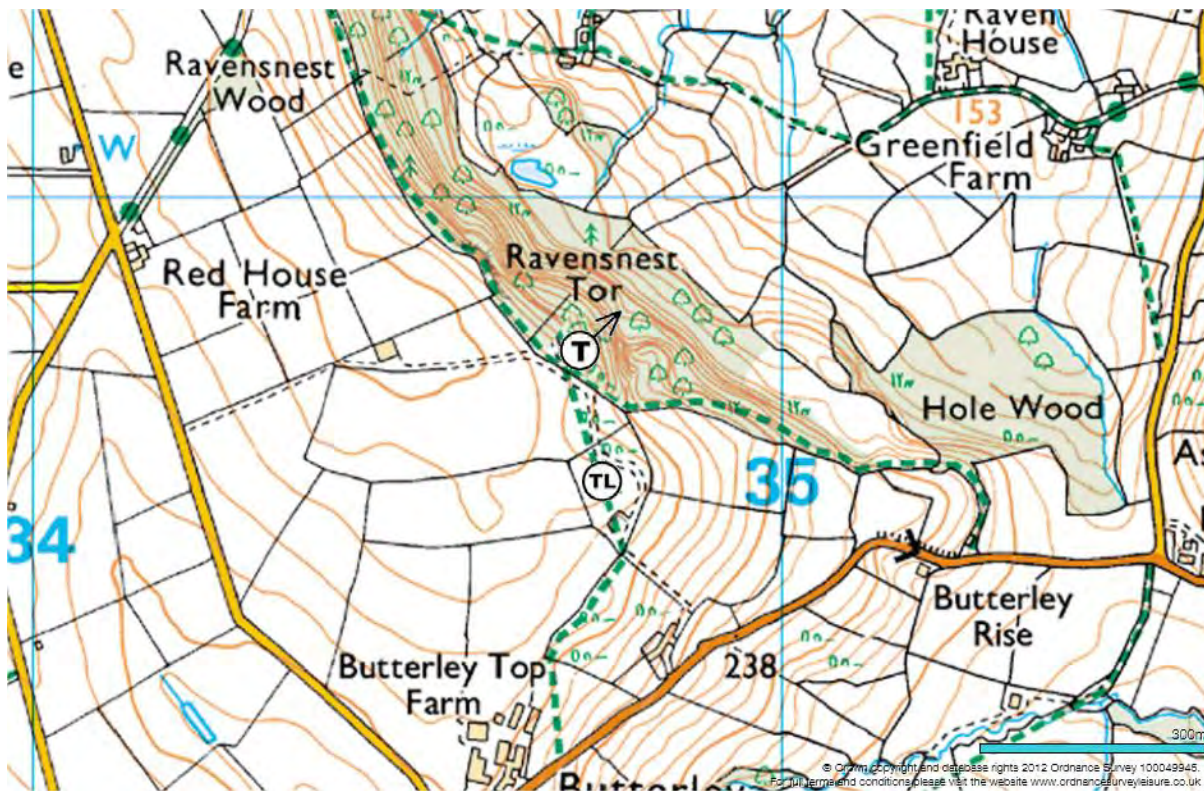 Raven
House
e
Ravensnest
Wood
W
153
Greenfield
Farm
Red House
Farm
Ravensnest
Tor
T
Hole Wood
TL
35
As
34
Butterley
Rise
Butterley Top
Farm
238
300m
Butterley
© Crown copyright and database rights 2012 Ordnance Survey 100049945.
For full terms and conditions please visit the website www.ordnancesurveyleisure.co.uk